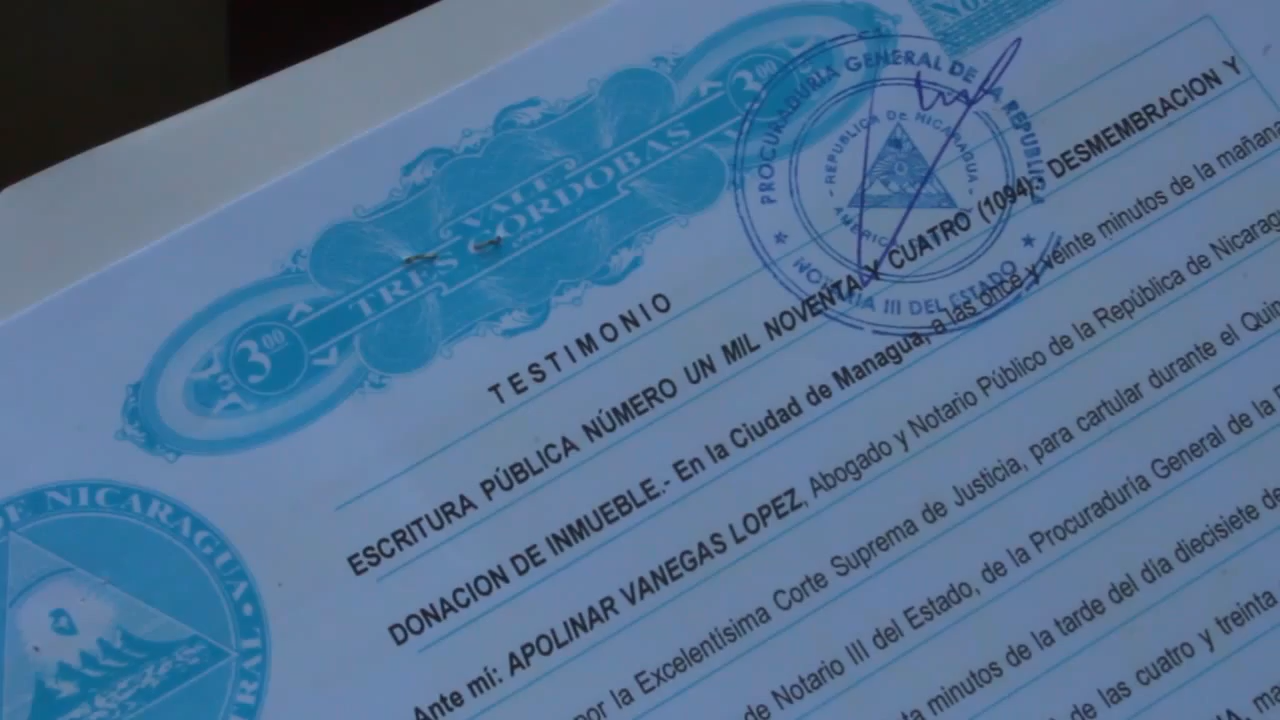 VALE
TRES CORDOBAS
3 00
3 00
PROCURADURIA GENERAL DE LA REPUBLICA
REPUBLICA DE NICARAGUA
AMERICA
NOTARIA III DEL ESTADO
TESTIMONIO
ESCRITURA PÚBLICA NÚMERO UN MIL NOVENTA Y CUATRO (1094). DESMEMBRACION Y
DONACION DE INMUEBLE.- En la Ciudad de Managua, a las once y veinte minutos de la mañana
Ante mí: APOLINAR VANEGAS LOPEZ, Abogado y Notario Público de la República de Nicarag
por la Excelentísima Corte Suprema de Justicia, para cartular durante el Quin
de Notario III del Estado, de la Procuraduría General de la
minutos de la tarde del día diecisiete de
de las cuatro y treinta
DE NICARAGUA